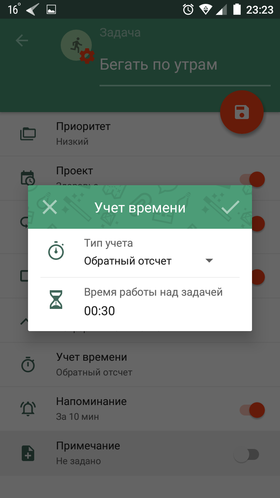 16°
23:23
Задача
Бегать по утрам
Приоритет
Низкий
Проект
Учет времени
Тип учета
Обратный отсчет
Время работы над задачей
00:30
Учет времени
Обратный отсчет
Напоминание
За 10 мин
Примечание
Не задано